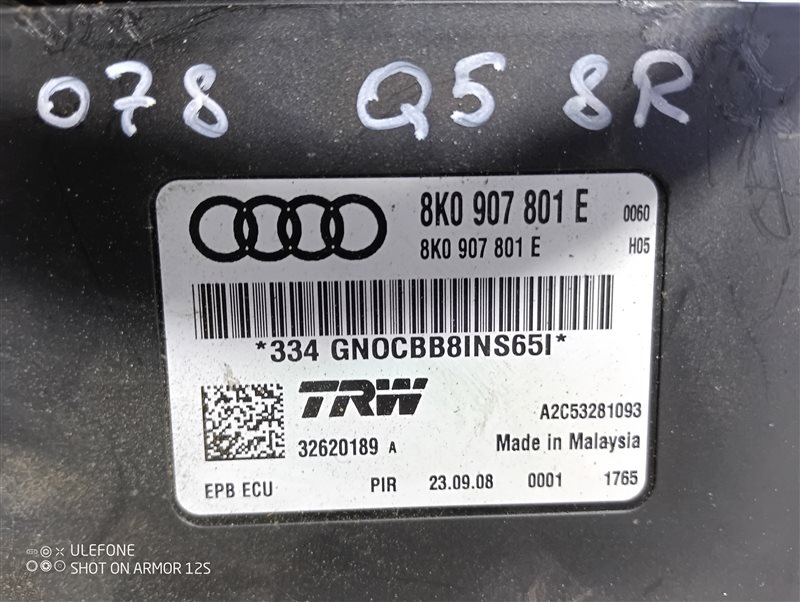 078 Q5 8R
8K0 907 801 E 0060
8K0 907 801 E H05
*334 GNOCBB8INS65I*
TRW
A2C53281093
32620189 A
Made in Malaysia
EPB ECU PIR 23.09.08 0001 1765
ULEFONE
SHOT ON ARMOR 12S